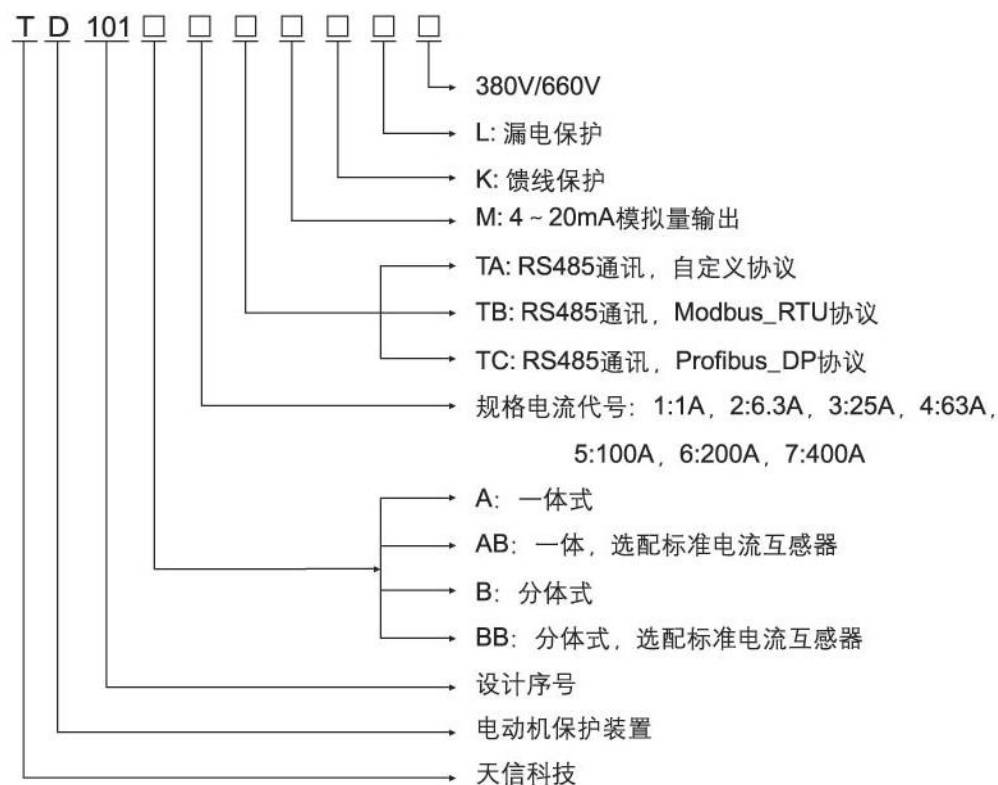 T D 101 □ □ □ □ □ □ □
380V/660V
L: 漏电保护
K: 馈线保护
M: 4～20mA模拟量输出
TA: RS485通讯，自定义协议
TB: RS485通讯，Modbus_RTU协议
TC: RS485通讯，Profibus_DP协议
规格电流代号：1:1A，2:6.3A，3:25A，4:63A，
5:100A，6:200A，7:400A
A：一体式
AB：一体，选配标准电流互感器
B：分体式
BB：分体式，选配标准电流互感器
设计序号
电动机保护装置
天信科技